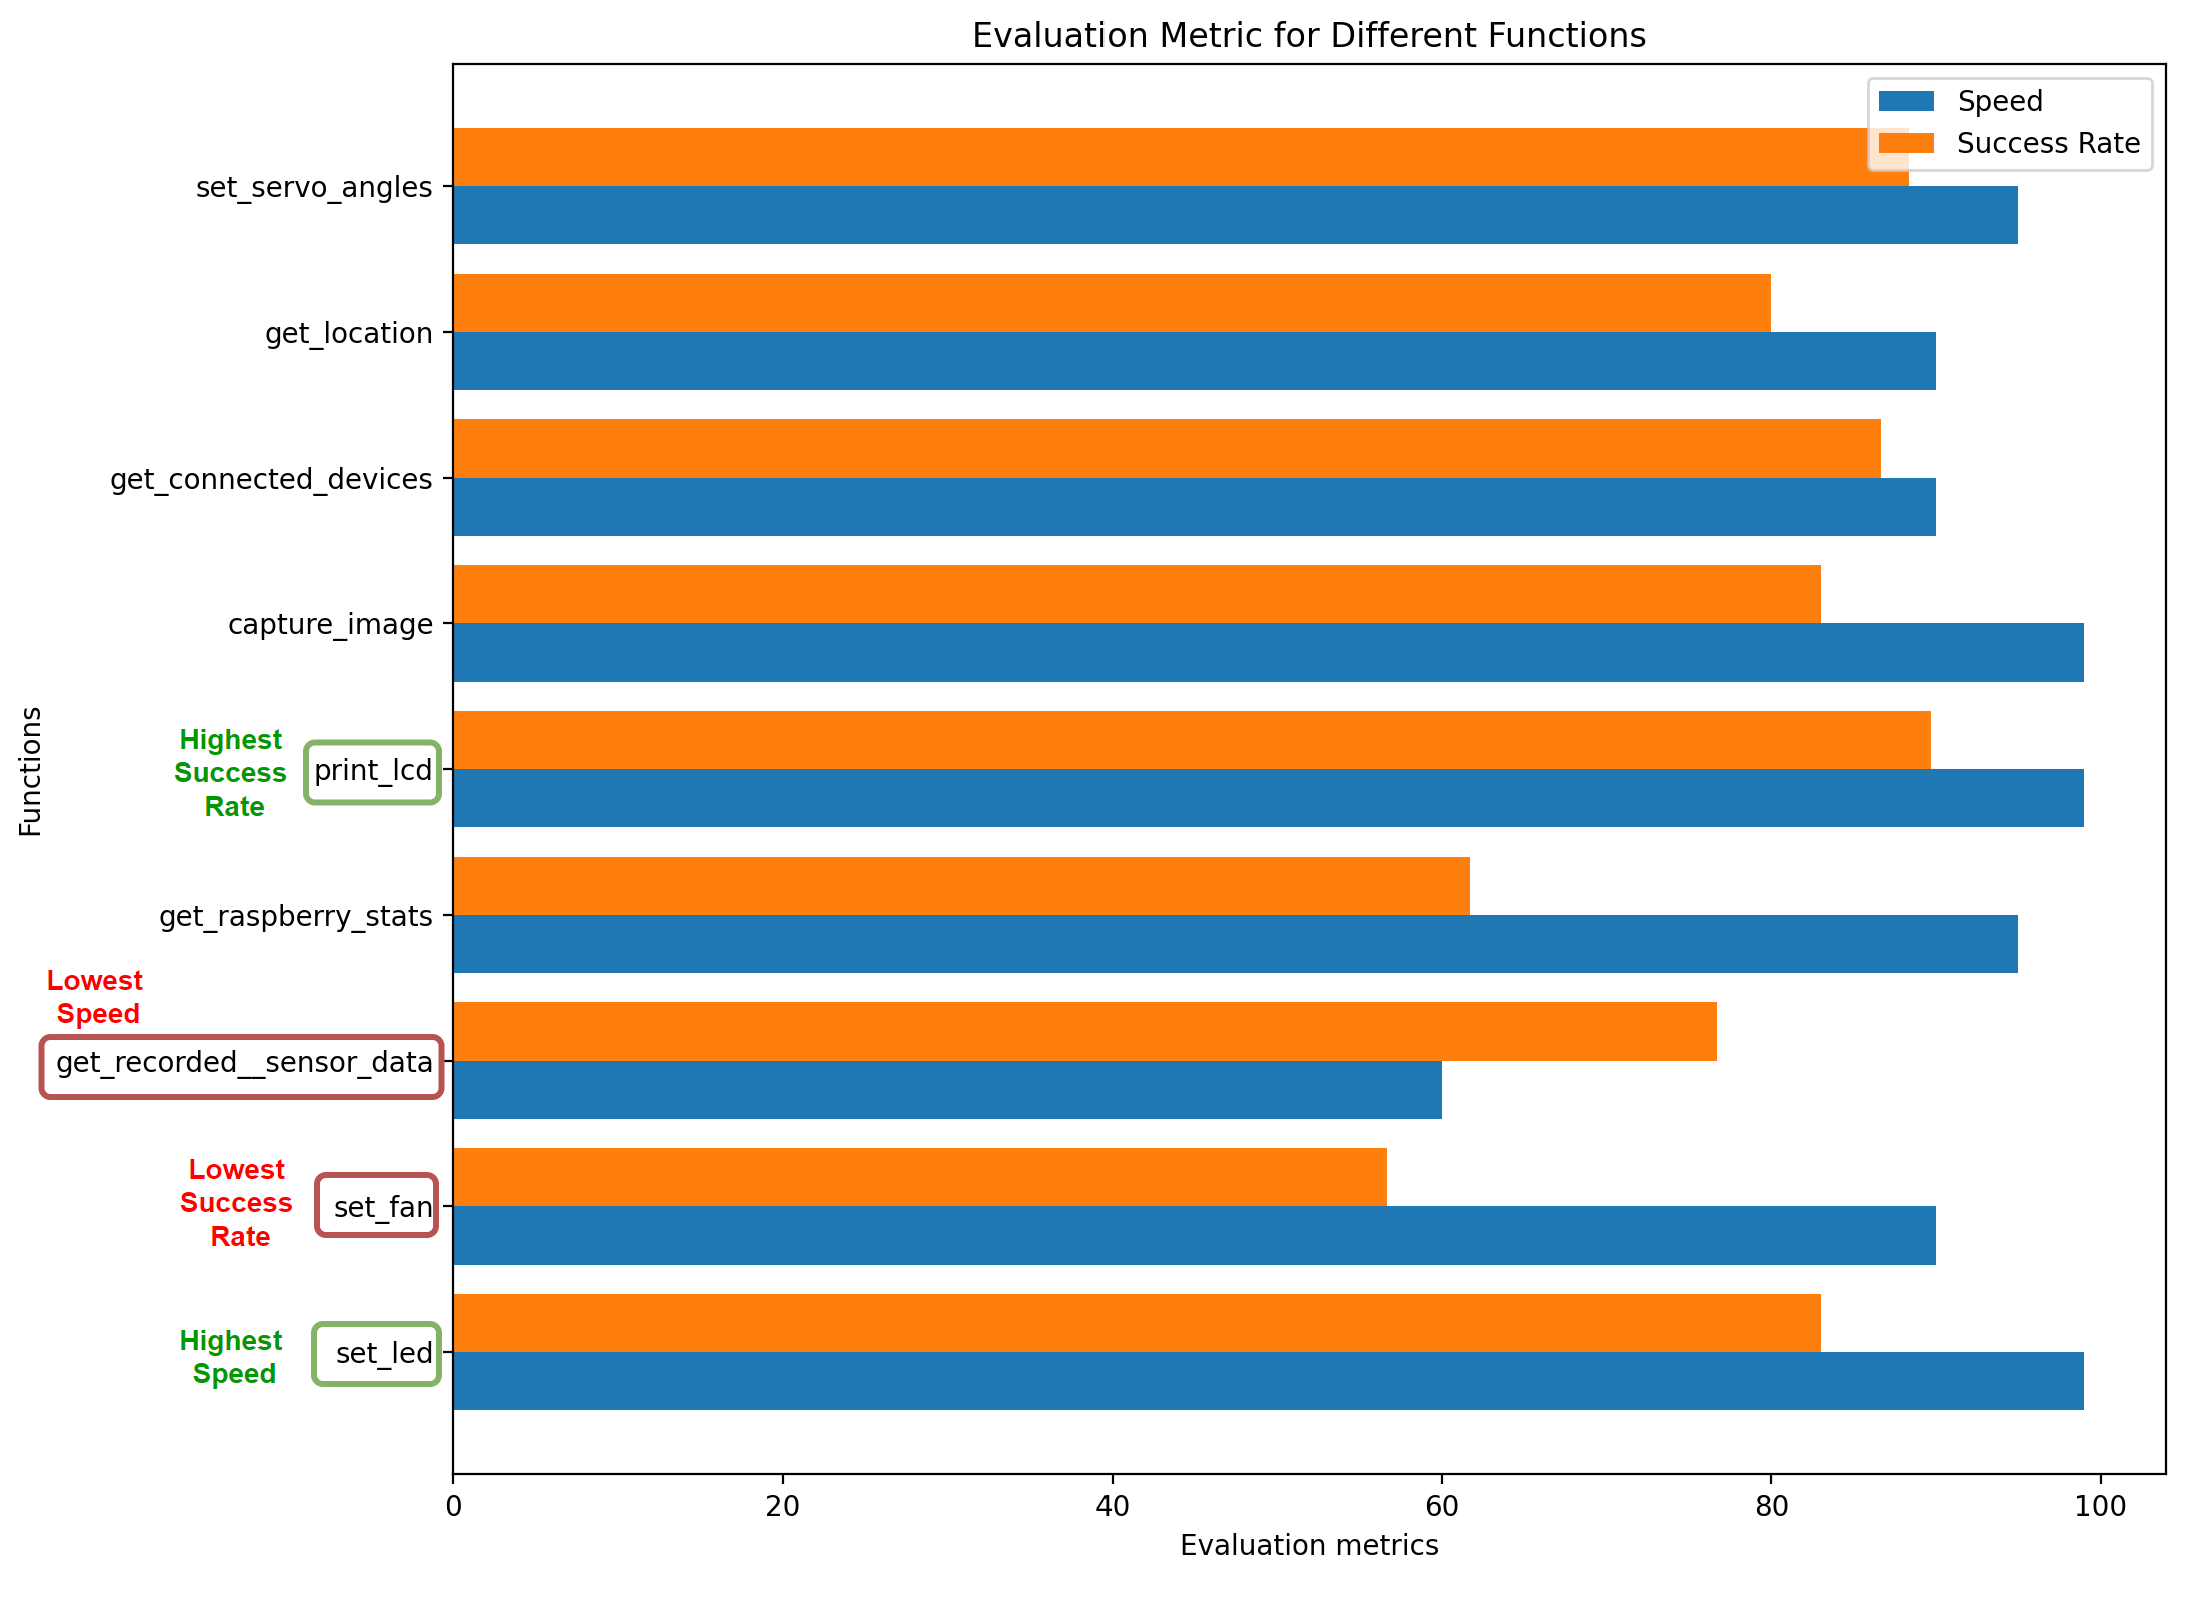 Evaluation Metric for Different Functions
Speed
Success Rate
set_servo_angles
get_location
get_connected_devices
capture_image
Highest
Success
Rate
print_lcd
get_raspberry_stats
Lowest
Speed
get_recorded__sensor_data
Lowest
Success
Rate
set_fan
Highest
Speed
set_led
Functions
0 20 40 60 80 100
Evaluation metrics